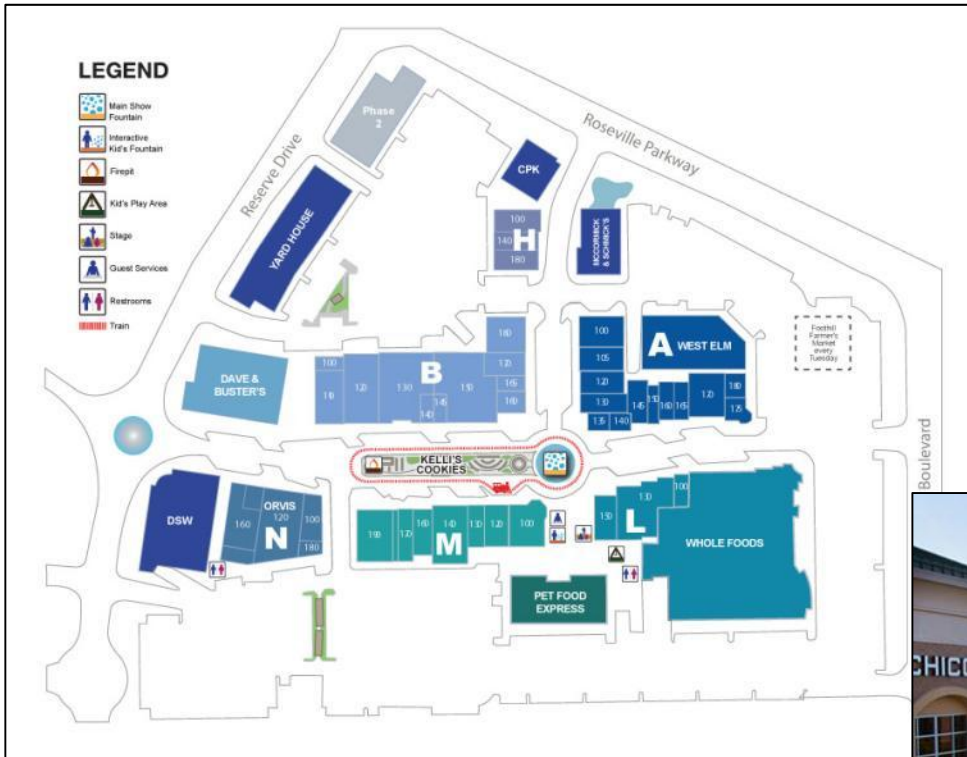 LEGEND
Main Show
Fountain
Interactive
Kid's Fountain
Firepit
Kid's Play Area
Stage
Guest Services
Restrooms
Train
Phase
2
Reserve Drive
Roseville Parkway
Boulevard
YARD HOUSE
CPK
100
140
180
H
MCCORMICK
& SCHMICK'S
Foothill
Farmer's
Market
every
Tuesday
DAVE &
BUSTER'S
100
110
120
130
B
140
145
150
180
120
165
160
100
105
120
130
135
140
A
WEST ELM
145
150
160
165
170
180
175
KELLI'S
COOKIES
DSW
160
ORVIS
120
N
100
180
190
170
160
140
M
130
120
100
150
130
L
100
WHOLE FOODS
PET FOOD
EXPRESS
CHICO